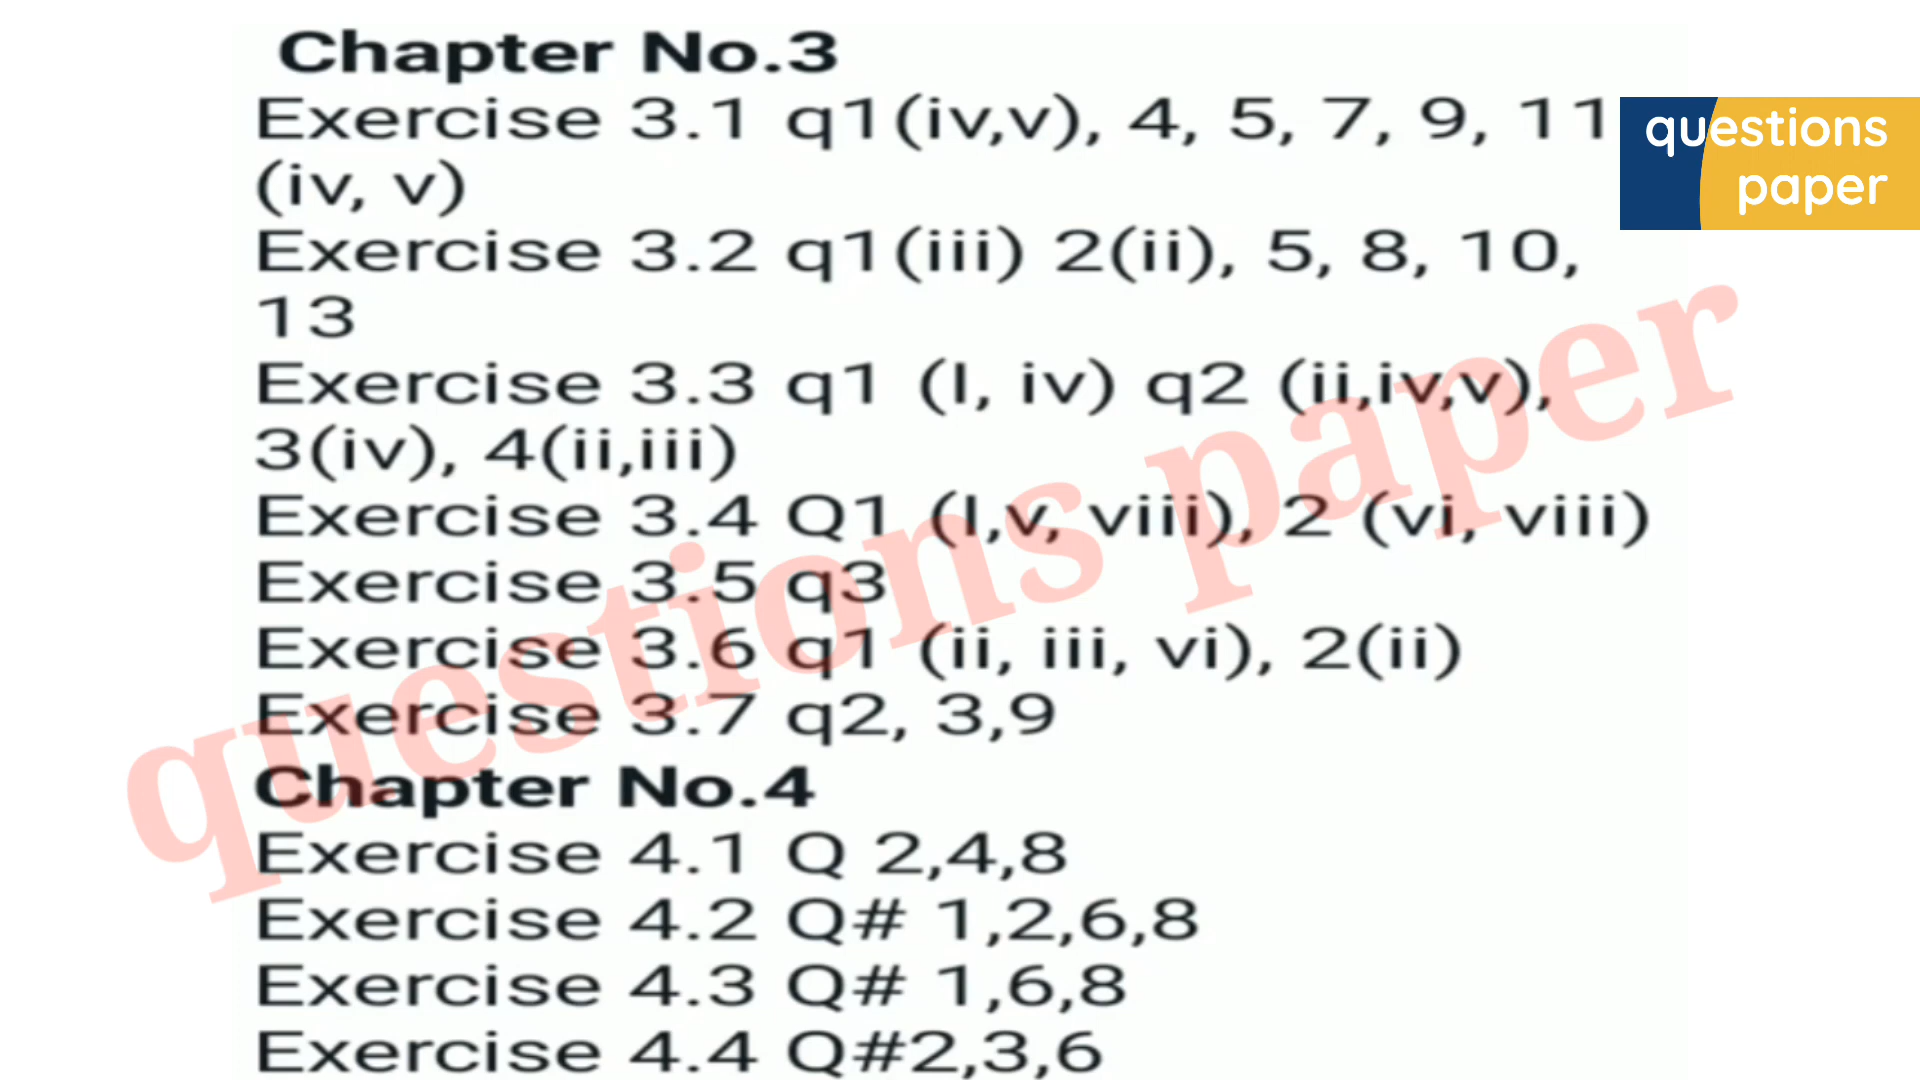 Chapter No.3
Exercise 3.1 q1(iv,v), 4, 5, 7, 9, 11
(iv, v)
Exercise 3.2 q1(iii) 2(ii), 5, 8, 10,
13
Exercise 3.3 q1 (I, iv) q2 (ii,iv,v),
3(iv), 4(ii,iii)
Exercise 3.4 Q1 (I,v, viii), 2 (vi, viii)
Exercise 3.5 q3
Exercise 3.6 q1 (ii, iii, vi), 2(ii)
Exercise 3.7 q2, 3,9
Chapter No.4
Exercise 4.1 Q 2,4,8
Exercise 4.2 Q# 1,2,6,8
Exercise 4.3 Q# 1,6,8
Exercise 4.4 Q#2,3,6
questions
paper
questions paper